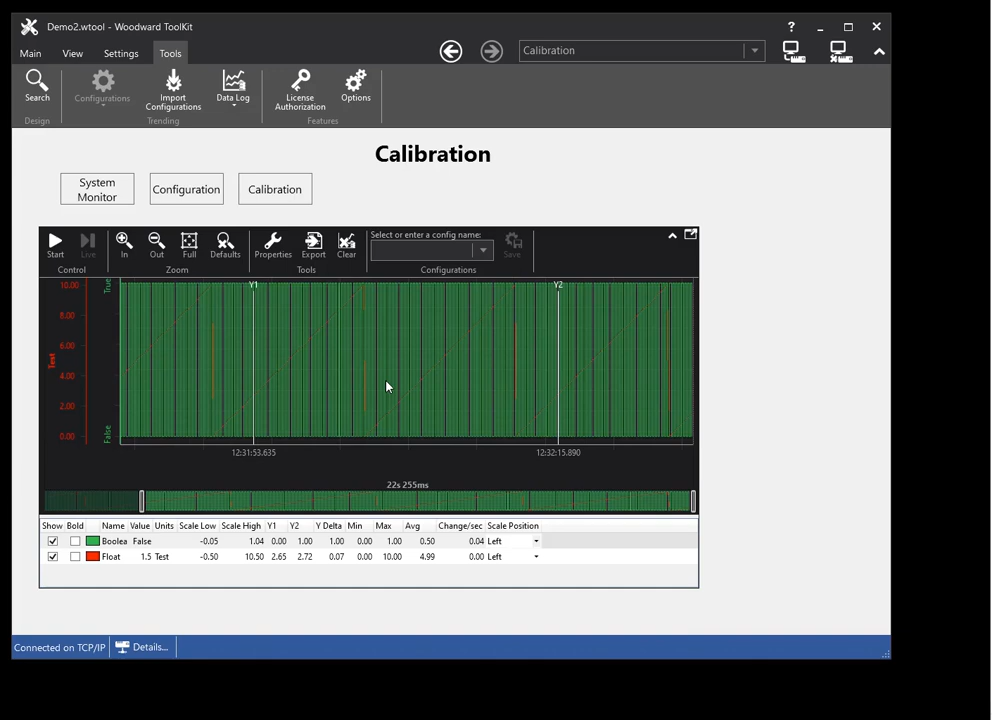 Demo2.wtool - Woodward ToolKit
?
Main View Settings Tools
Calibration
Search
Configurations
Import Configurations
Data Log
License Authorization
Options
Design
Trending
Features
Calibration
System Monitor
Configuration
Calibration
Select or enter a config name:
Start Live In Out Full Defaults Properties Export Clear Save
Control Zoom Tools Configurations
10.00 True
Y1 Y2
8.00
6.00
Test
4.00
2.00
0.00 False
12:31:53.635 12:32:15.890
22s 255ms
Show Bold Name Value Units Scale Low Scale High Y1 Y2 Y Delta Min Max Avg Change/sec Scale Position
Boolea False -0.05 1.04 0.00 1.00 1.00 0.00 1.00 0.50 0.04 Left
Float 1.5 Test -0.50 10.50 2.65 2.72 0.07 0.00 10.00 4.99 0.00 Left
Connected on TCP/IP Details...